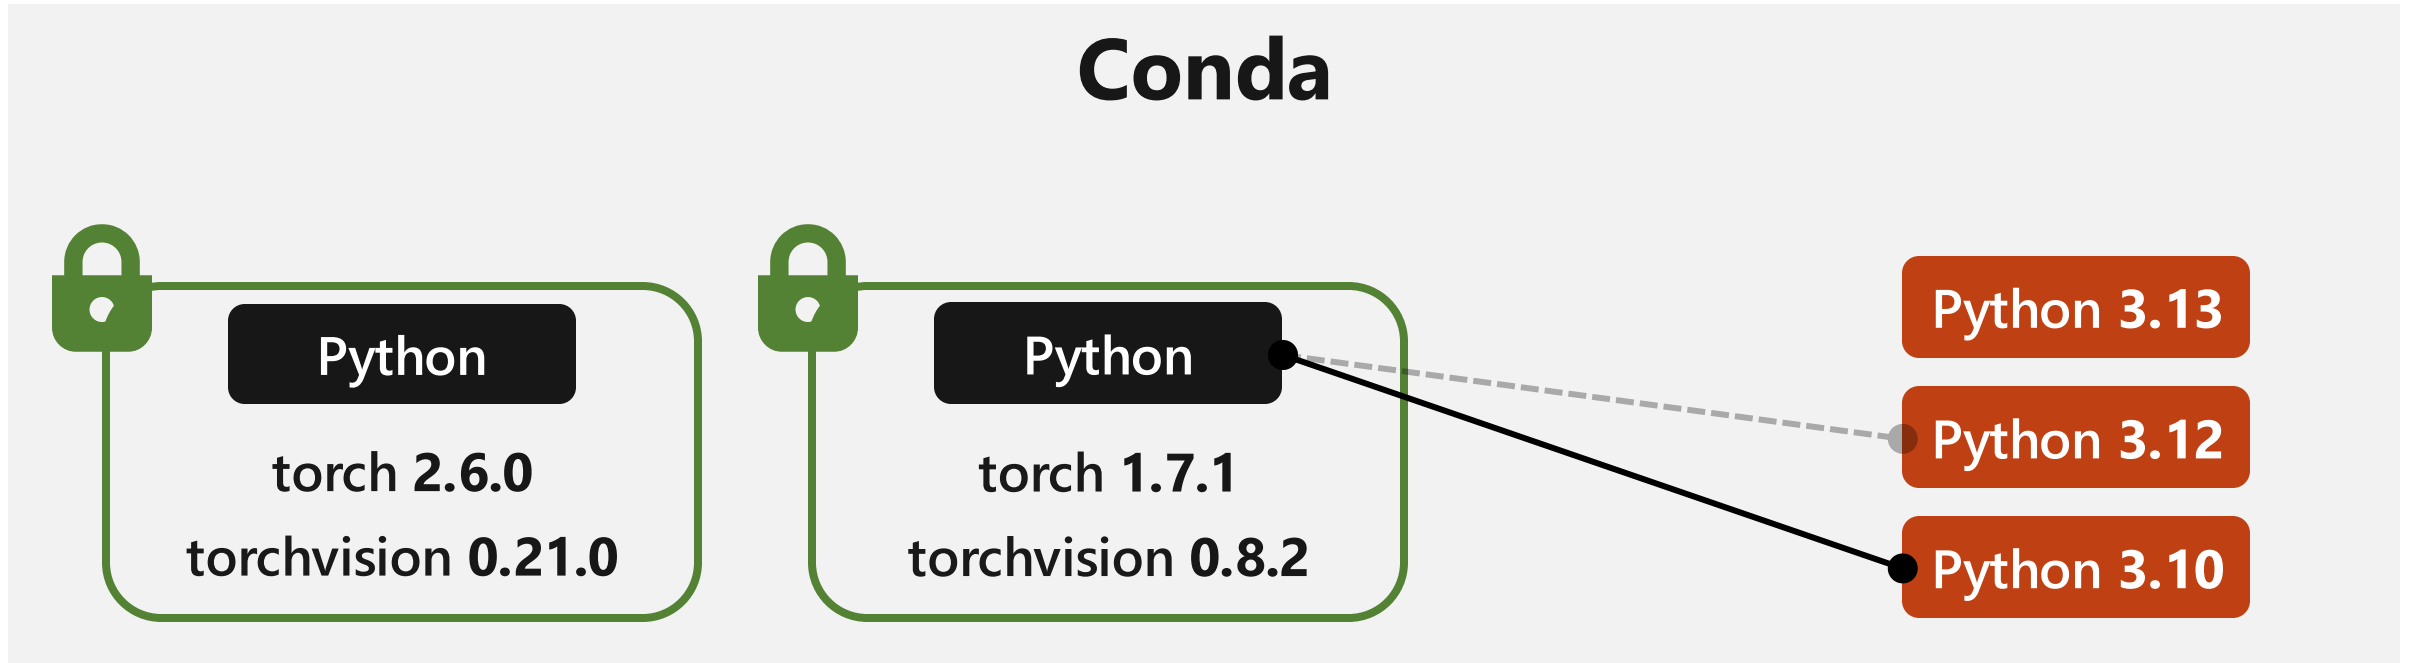 Conda
Python
torch 2.6.0
torchvision 0.21.0
Python
torch 1.7.1
torchvision 0.8.2
Python 3.13
Python 3.12
Python 3.10